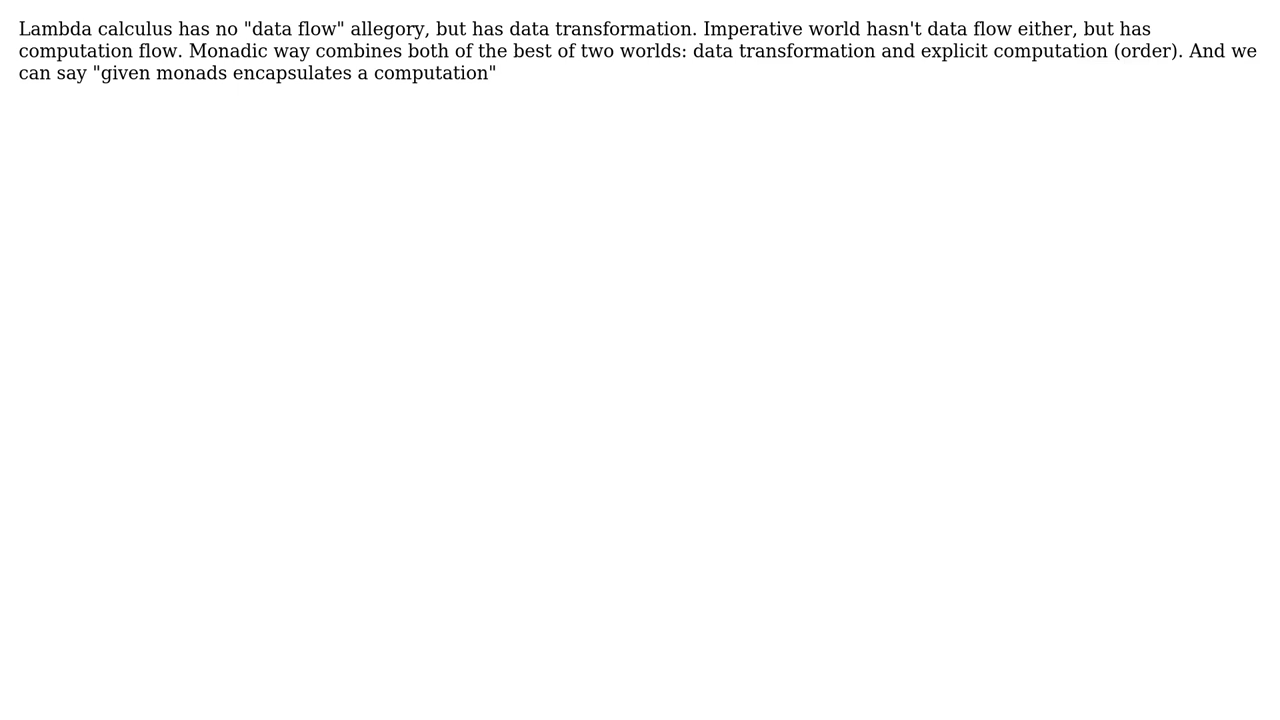 Lambda calculus has no "data flow" allegory, but has data transformation. Imperative world hasn't data flow either, but has
computation flow. Monadic way combines both of the best of two worlds: data transformation and explicit computation (order). And we
can say "given monads encapsulates a computation"